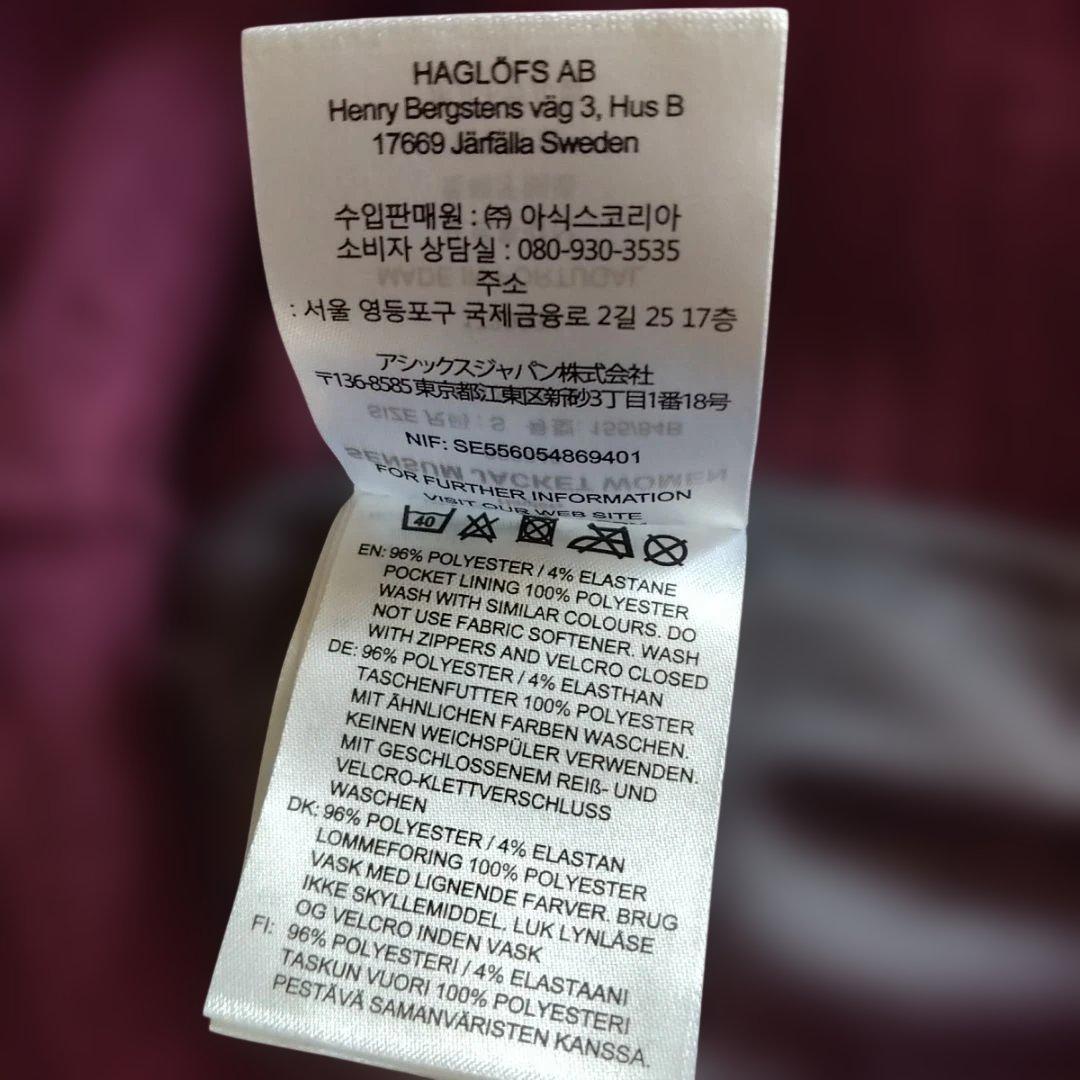 HAGLÖFS AB
Henry Bergstens väg 3, Hus B
17669 Järfälla Sweden
수입판매원 : ㈜ 아식스코리아
소비자 상담실 : 080-930-3535
주소
: 서울 영등포구 국제금융로 2길 25 17층
アシックスジャパン株式会社
〒136-8585 東京都江東区新砂3丁目1番18号
NIF: SE556054869401
FOR FURTHER INFORMATION
VISIT OUR WEB SITE
40
EN: 96% POLYESTER / 4% ELASTANE
POCKET LINING 100% POLYESTER
WASH WITH SIMILAR COLOURS. DO
NOT USE FABRIC SOFTENER. WASH
WITH ZIPPERS AND VELCRO CLOSED
DE: 96% POLYESTER / 4% ELASTHAN
TASCHENFUTTER 100% POLYESTER
MIT ÄHNLICHEN FARBEN WASCHEN.
KEINEN WEICHSPÜLER VERWENDEN.
MIT GESCHLOSSENEM REIß- UND
VELCRO-KLETTVERSCHLUSS
WASCHEN
DK: 96% POLYESTER / 4% ELASTAN
LOMMEFORING 100% POLYESTER
VASK MED LIGNENDE FARVER. BRUG
IKKE SKYLLEMIDDEL, LUK LYNLÅSE
OG VELCRO INDEN VASK
FI: 96% POLYESTERI / 4% ELASTAANI
TASKUN VUORI 100% POLYESTERI
PESTÄVÄ SAMANVÄRISTEN KANSSA.